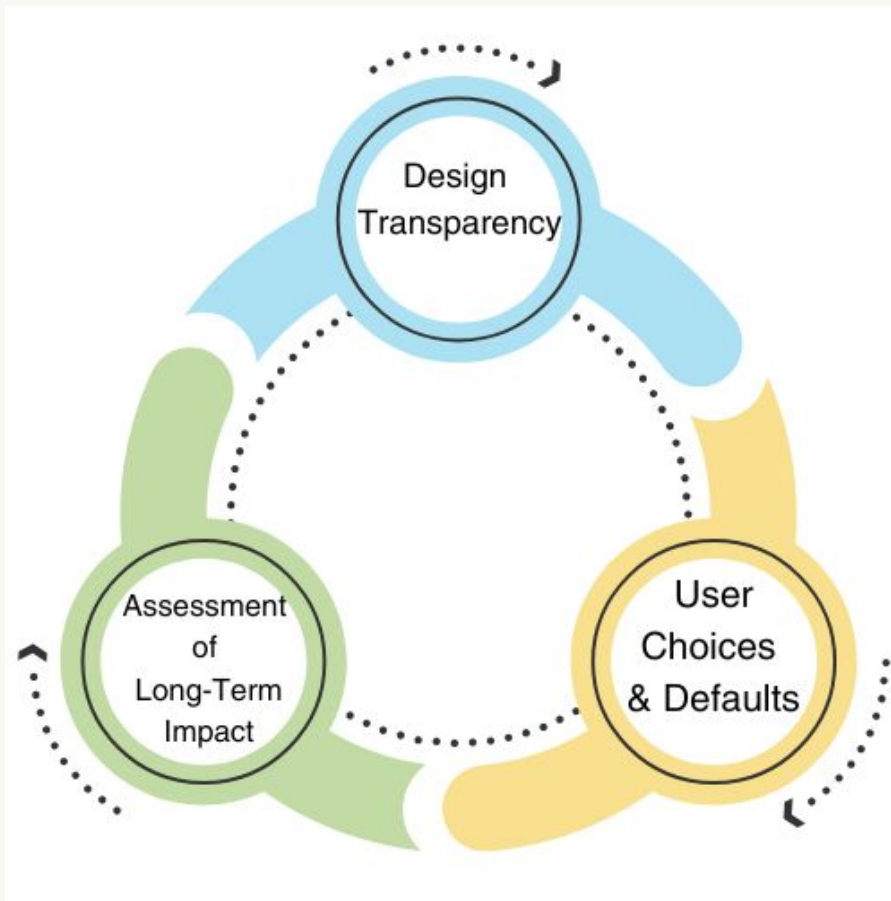 Design
Transparency
User
Choices
& Defaults
Assessment
of
Long-Term
Impact